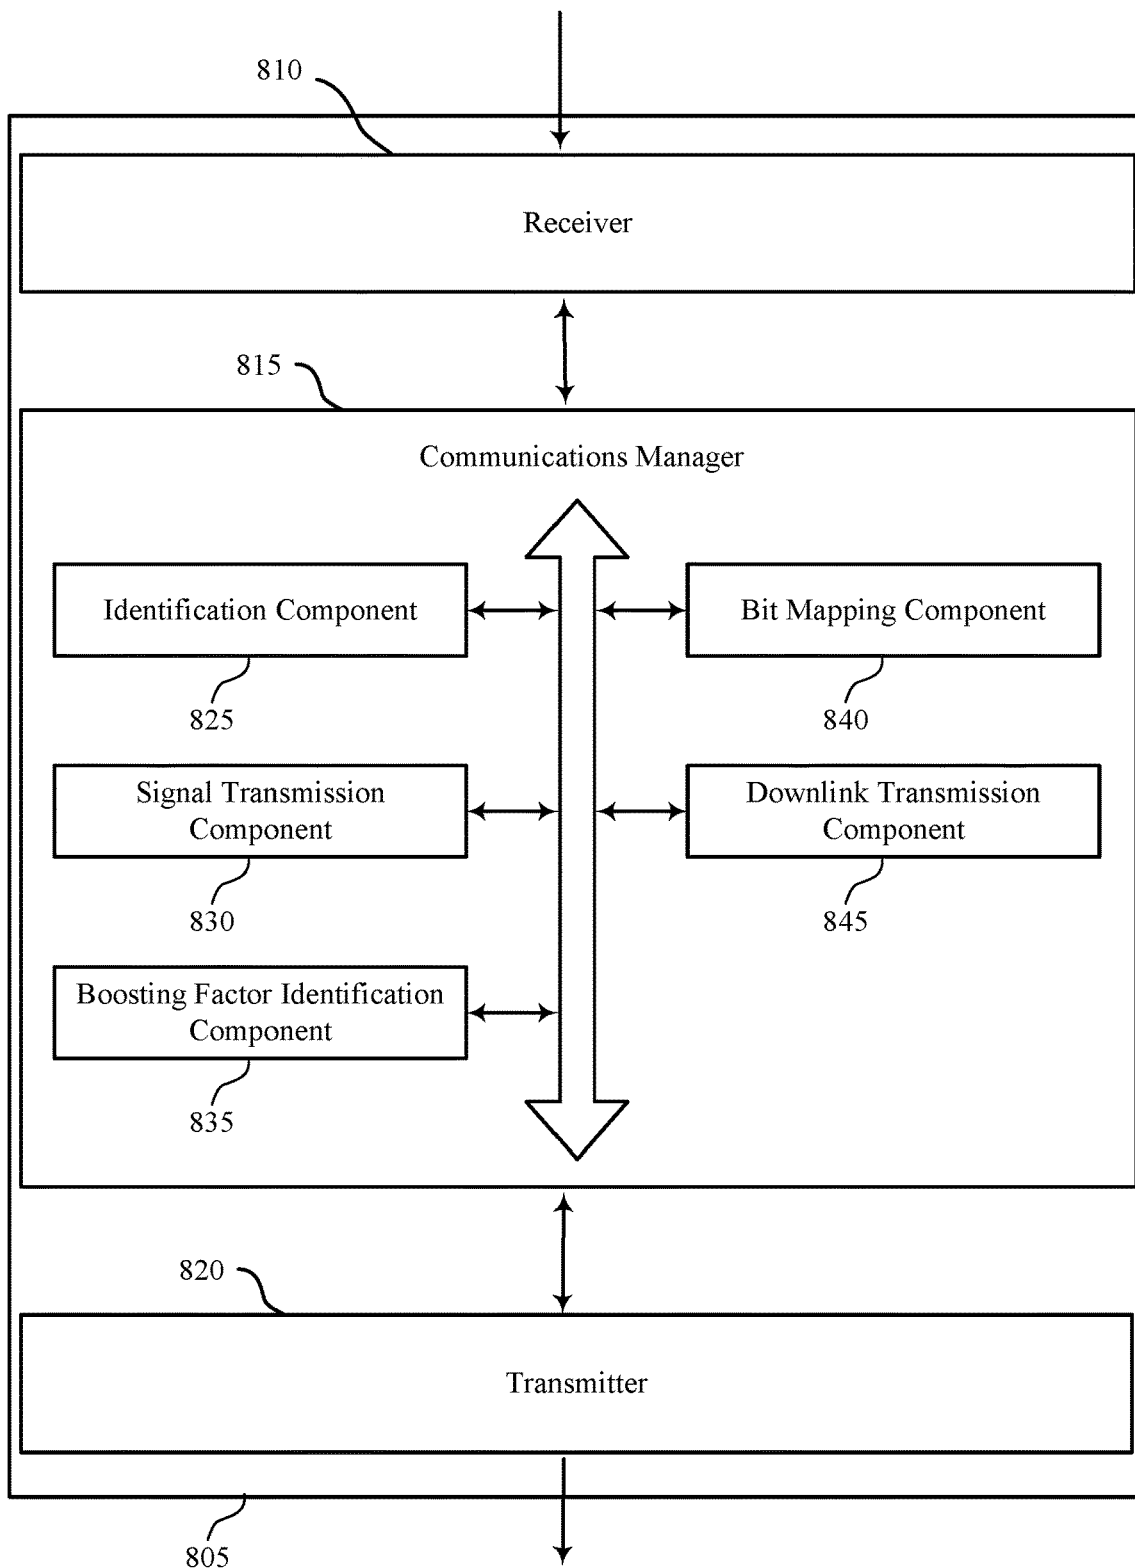 810
Receiver
815
Communications Manager
Identification Component
825
Bit Mapping Component
840
Signal Transmission
Component
830
Downlink Transmission
Component
845
Boosting Factor Identification
Component
835
820
Transmitter
805